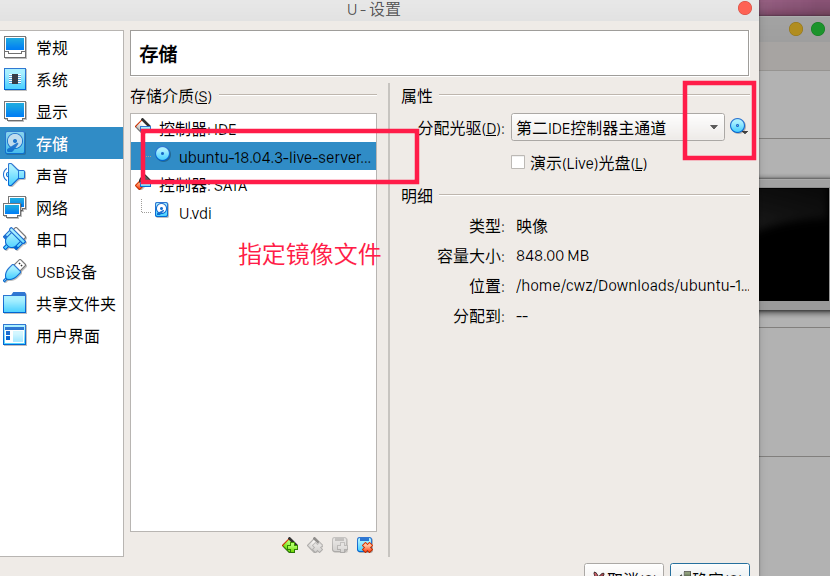 U - 设置
常规
系统
显示
存储
声音
网络
串口
USB设备
共享文件夹
用户界面
存储
存储介质(S)
控制器: IDE
ubuntu-18.04.3-live-server...
控制器: SATA
U.vdi
指定镜像文件
属性
分配光驱(D): 第二IDE控制器主通道
演示(Live)光盘(L)
明细
类型: 映像
容量大小: 848.00 MB
位置: /home/cwz/Downloads/ubuntu-1...
分配到: --